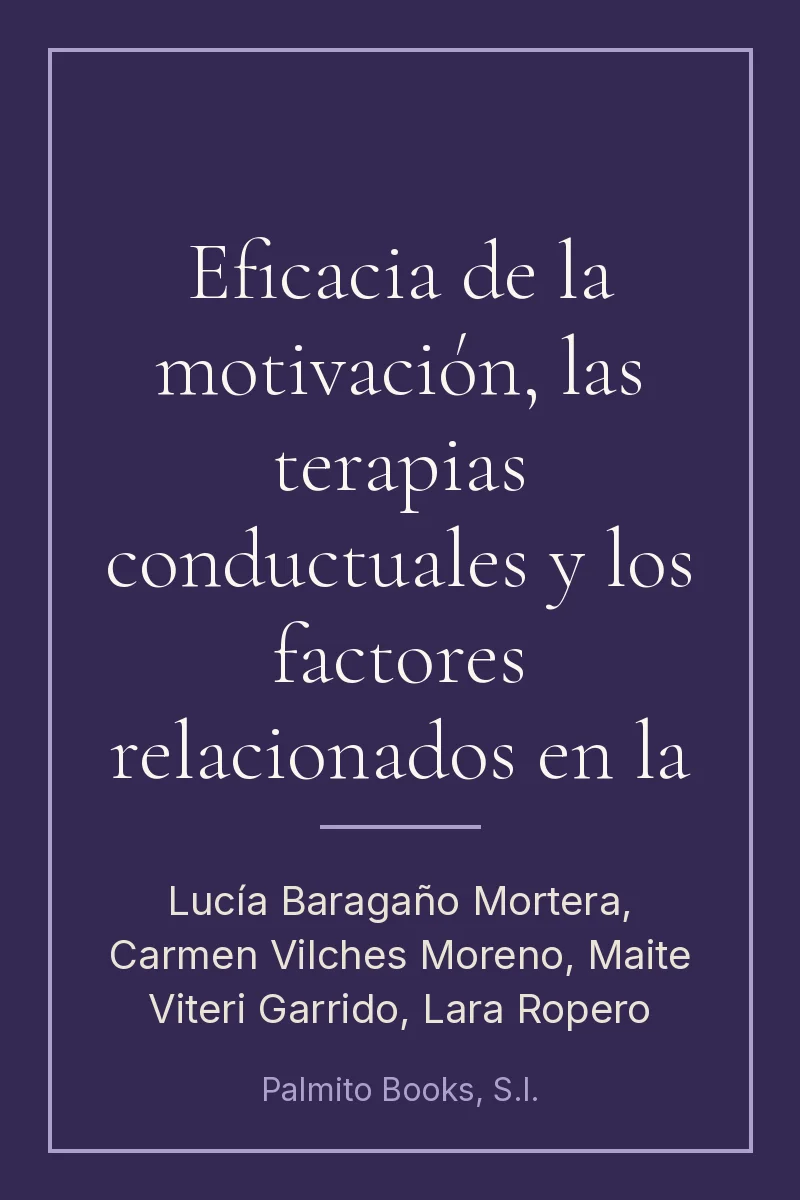 Eficacia de la
motivación, las
terapias
conductuales y los
factores
relacionados en la
Lucía Baragaño Mortera,
Carmen Vilches Moreno, Maite
Viteri Garrido, Lara Ropero
Palmito Books, S.l.